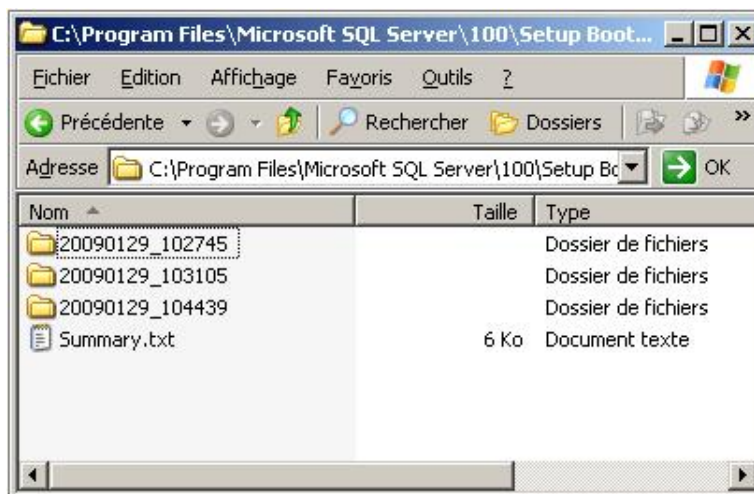 C:\Program Files\Microsoft SQL Server\100\Setup Boot...
Fichier Edition Affichage Favoris Outils ?
Précédente Rechercher Dossiers »
Adresse C:\Program Files\Microsoft SQL Server\100\Setup Bo OK
Nom Taille Type
20090129_102745 Dossier de fichiers
20090129_103105 Dossier de fichiers
20090129_104439 Dossier de fichiers
Summary.txt 6 Ko Document texte